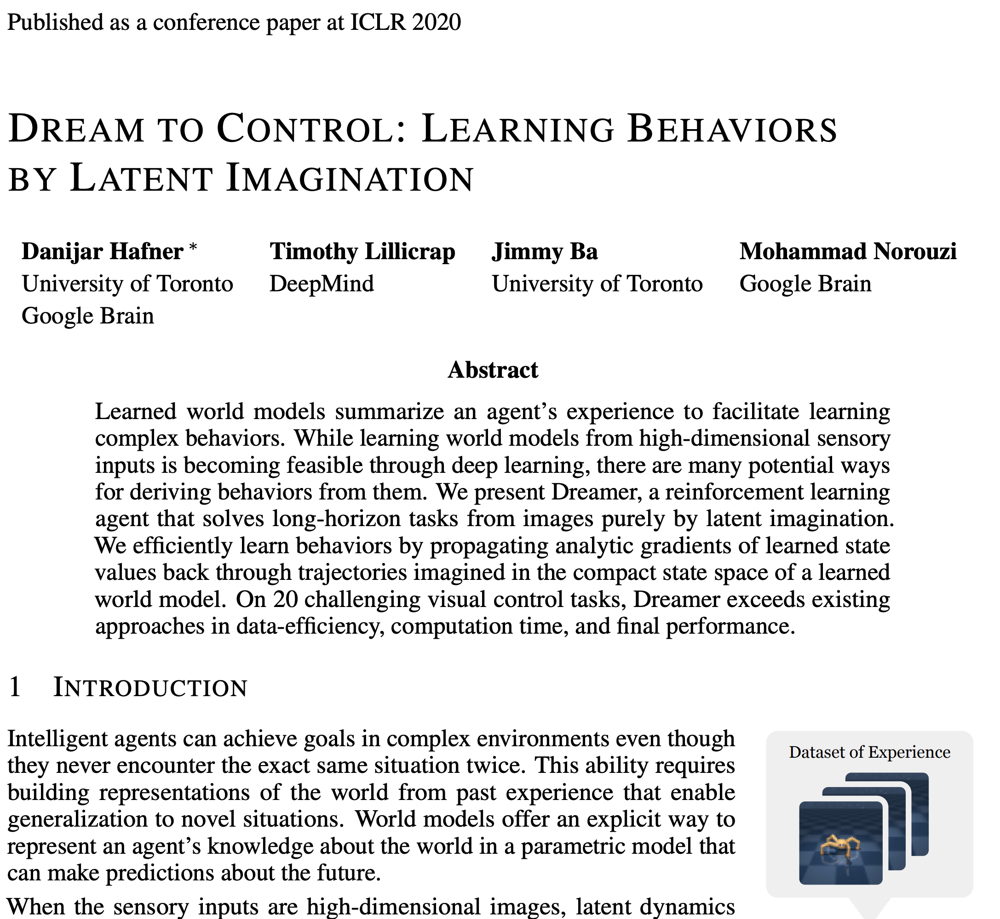 Published as a conference paper at ICLR 2020
DREAM TO CONTROL: LEARNING BEHAVIORS
BY LATENT IMAGINATION
Danijar Hafner * Timothy Lillicrap Jimmy Ba Mohammad Norouzi
University of Toronto DeepMind University of Toronto Google Brain
Google Brain
Abstract
Learned world models summarize an agent’s experience to facilitate learning
complex behaviors. While learning world models from high-dimensional sensory
inputs is becoming feasible through deep learning, there are many potential ways
for deriving behaviors from them. We present Dreamer, a reinforcement learning
agent that solves long-horizon tasks from images purely by latent imagination.
We efficiently learn behaviors by propagating analytic gradients of learned state
values back through trajectories imagined in the compact state space of a learned
world model. On 20 challenging visual control tasks, Dreamer exceeds existing
approaches in data-efficiency, computation time, and final performance.
1 INTRODUCTION
Intelligent agents can achieve goals in complex environments even though
they never encounter the exact same situation twice. This ability requires
building representations of the world from past experience that enable
generalization to novel situations. World models offer an explicit way to
represent an agent’s knowledge about the world in a parametric model that
can make predictions about the future.
When the sensory inputs are high-dimensional images, latent dynamics
Dataset of Experience